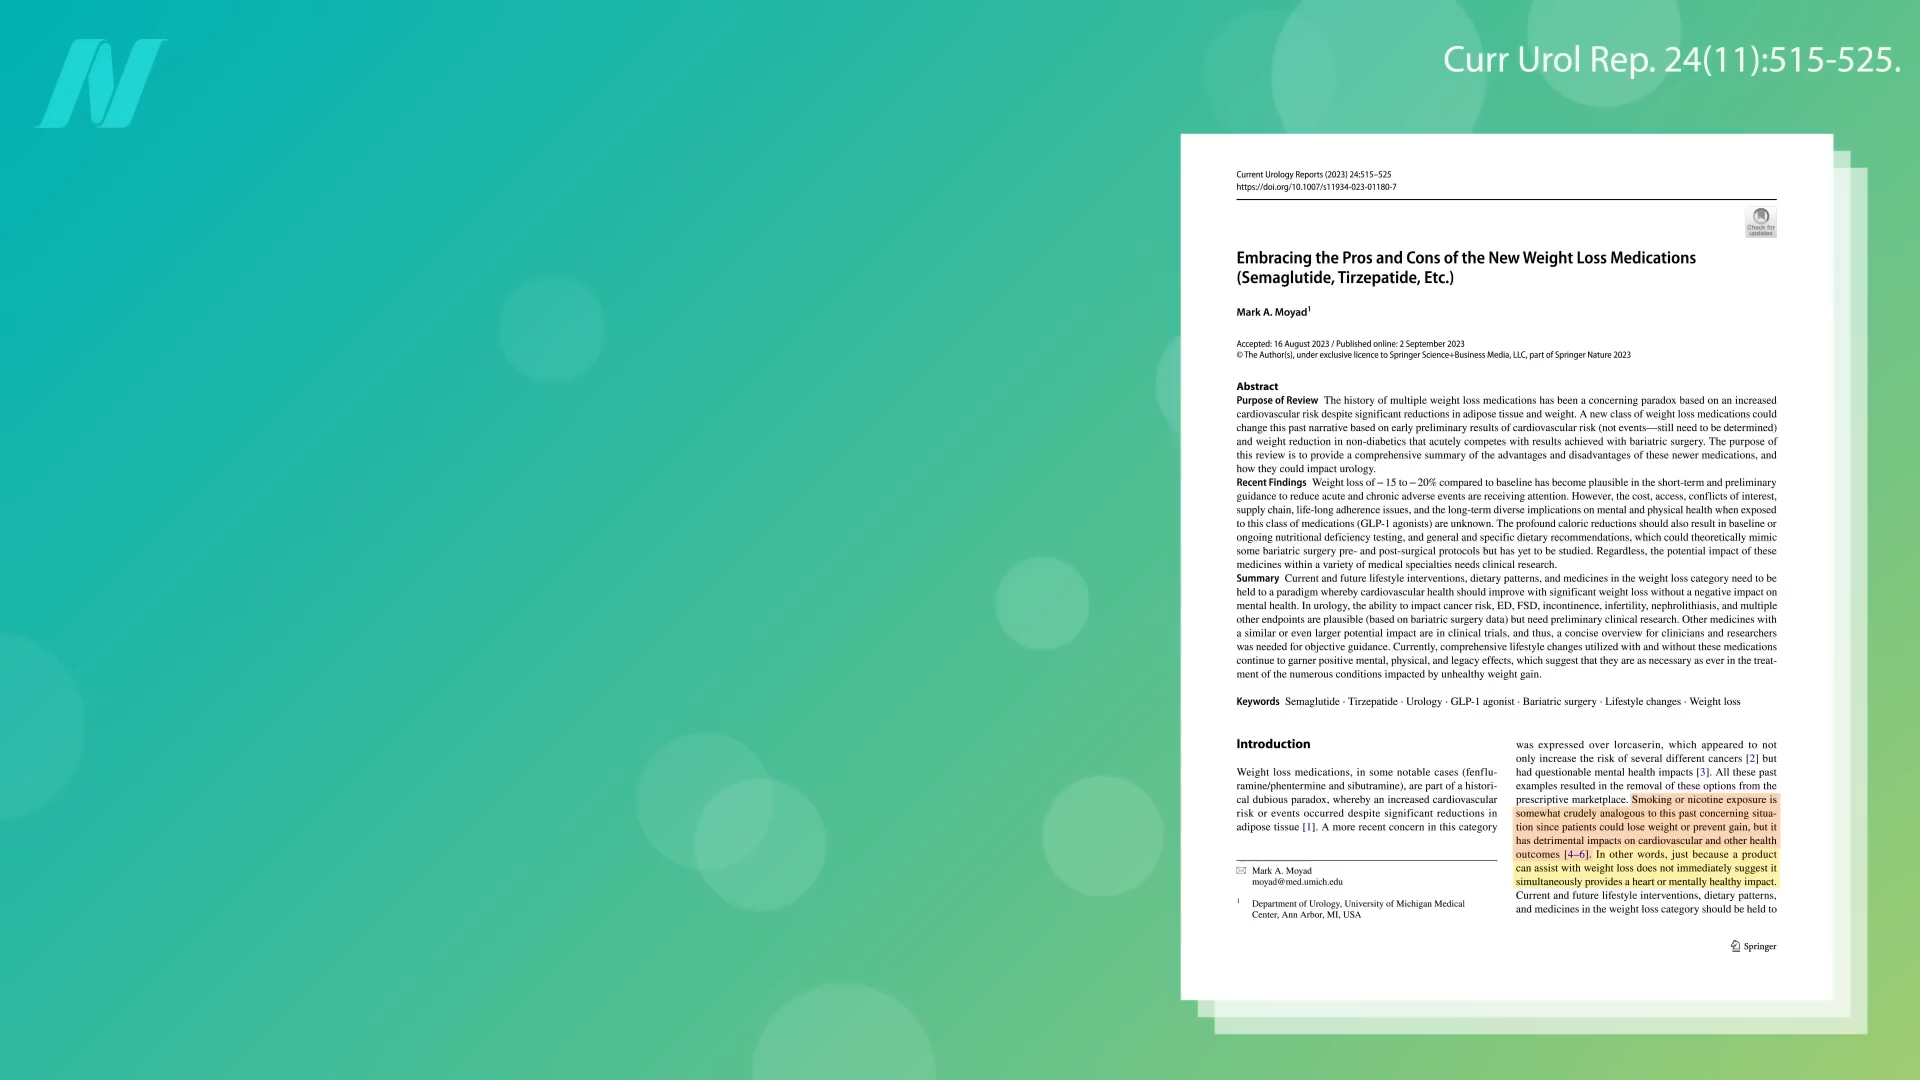 Curr Urol Rep. 24(11):515-525.
Current Urology Reports (2023) 24:515–525
https://doi.org/10.1007/s11934-023-01180-7
Check for
updates
Embracing the Pros and Cons of the New Weight Loss Medications
(Semaglutide, Tirzepatide, Etc.)
Mark A. Moyad1
Accepted: 16 August 2023 / Published online: 2 September 2023
© The Author(s), under exclusive licence to Springer Science+Business Media, LLC, part of Springer Nature 2023
Abstract
Purpose of Review The history of multiple weight loss medications has been a concerning paradox based on an increased
cardiovascular risk despite significant reductions in adipose tissue and weight. A new class of weight loss medications could
change this past narrative based on early preliminary results of cardiovascular risk (not events—still need to be determined)
and weight reduction in non-diabetics that acutely competes with results achieved with bariatric surgery. The purpose of
this review is to provide a comprehensive summary of the advantages and disadvantages of these newer medications, and
how they could impact urology.
Recent Findings Weight loss of − 15 to − 20% compared to baseline has become plausible in the short-term and preliminary
guidance to reduce acute and chronic adverse events are receiving attention. However, the cost, access, conflicts of interest,
supply chain, life-long adherence issues, and the long-term diverse implications on mental and physical health when exposed
to this class of medications (GLP-1 agonists) are unknown. The profound caloric reductions should also result in baseline or
ongoing nutritional deficiency testing, and general and specific dietary recommendations, which could theoretically mimic
some bariatric surgery pre- and post-surgical protocols but has yet to be studied. Regardless, the potential impact of these
medicines within a variety of medical specialties needs clinical research.
Summary Current and future lifestyle interventions, dietary patterns, and medicines in the weight loss category need to be
held to a paradigm whereby cardiovascular health should improve with significant weight loss without a negative impact on
mental health. In urology, the ability to impact cancer risk, ED, FSD, incontinence, infertility, nephrolithiasis, and multiple
other endpoints are plausible (based on bariatric surgery data) but need preliminary clinical research. Other medicines with
a similar or even larger potential impact are in clinical trials, and thus, a concise overview for clinicians and researchers
was needed for objective guidance. Currently, comprehensive lifestyle changes utilized with and without these medications
continue to garner positive mental, physical, and legacy effects, which suggest that they are as necessary as ever in the treat-
ment of the numerous conditions impacted by unhealthy weight gain.
Keywords Semaglutide · Tirzepatide · Urology · GLP-1 agonist · Bariatric surgery · Lifestyle changes · Weight loss
Introduction
Weight loss medications, in some notable cases (fenflu-
ramine/phentermine and sibutramine), are part of a histori-
cal dubious paradox, whereby an increased cardiovascular
risk or events occurred despite significant reductions in
adipose tissue [1]. A more recent concern in this category
Mark A. Moyad
moyad@med.umich.edu
1 Department of Urology, University of Michigan Medical
Center, Ann Arbor, MI, USA
was expressed over lorcaserin, which appeared to not
only increase the risk of several different cancers [2] but
had questionable mental health impacts [3]. All these past
examples resulted in the removal of these options from the
prescriptive marketplace. Smoking or nicotine exposure is
somewhat crudely analogous to this past concerning situa-
tion since patients could lose weight or prevent gain, but it
has detrimental impacts on cardiovascular and other health
outcomes [4–6]. In other words, just because a product
can assist with weight loss does not immediately suggest it
simultaneously provides a heart or mentally healthy impact.
Current and future lifestyle interventions, dietary patterns,
and medicines in the weight loss category should be held to
Springer